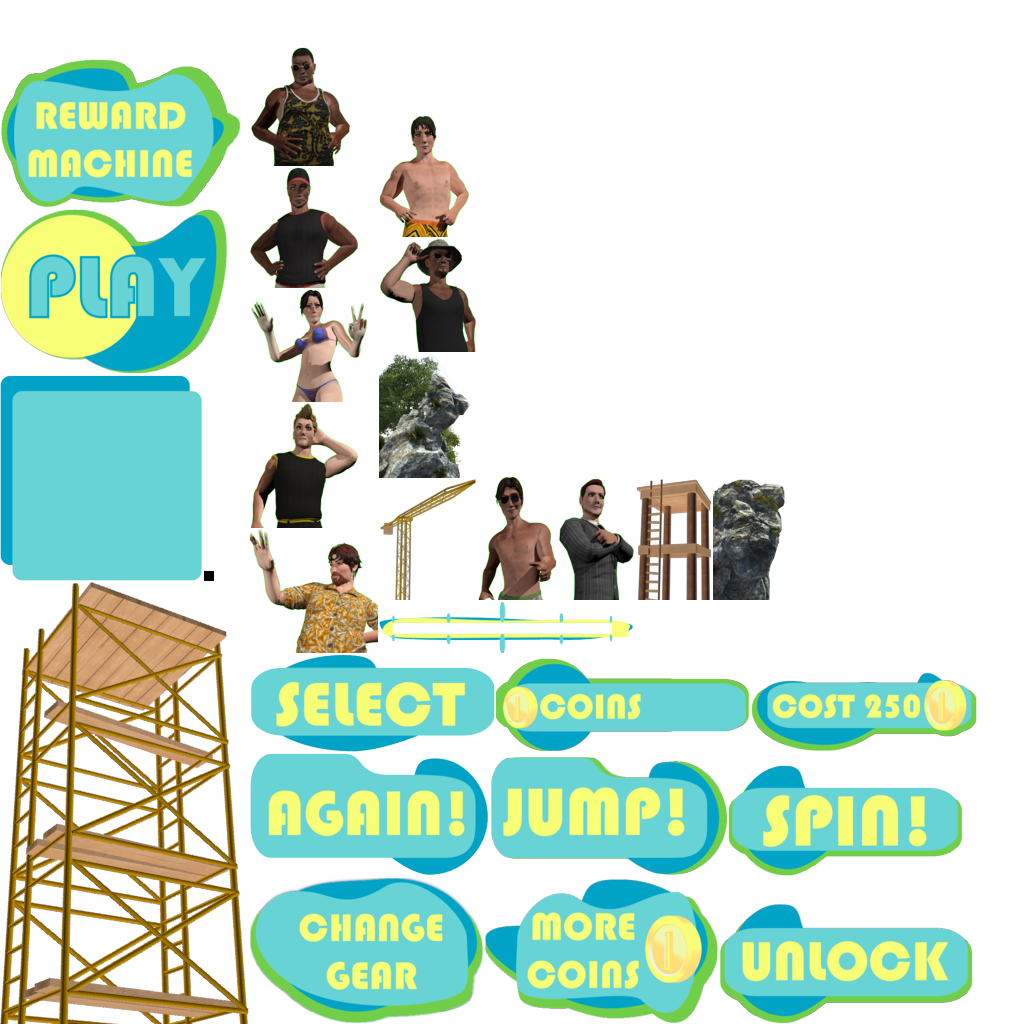 REWARD
MACHINE
PLAY
SELECT
COINS
COST 250
AGAIN!
JUMP!
SPIN!
CHANGE
GEAR
MORE
COINS
UNLOCK